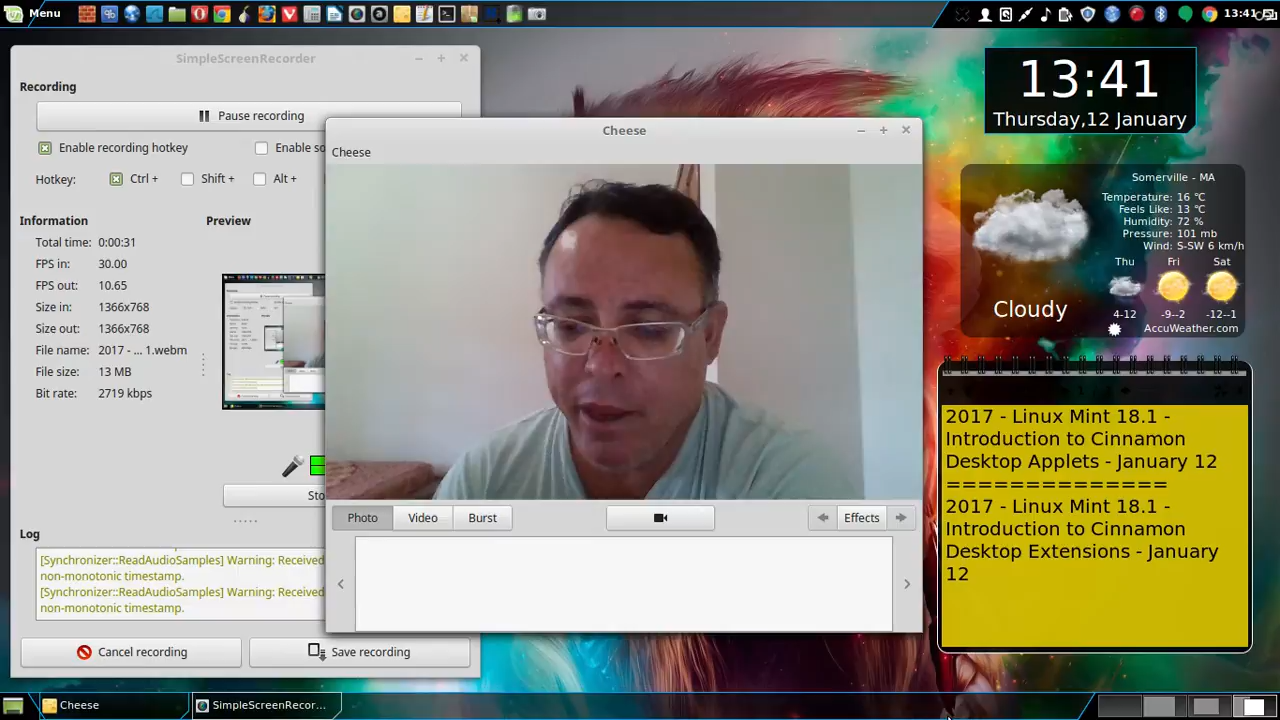 Menu
13:41
SimpleScreenRecorder
Recording
Pause recording
Enable recording hotkey
Enable so
Hotkey:
Ctrl +
Shift +
Alt +
Information
Preview
Total time: 0:00:31
FPS in: 30.00
FPS out: 10.65
Size in: 1366x768
Size out: 1366x768
File name: 2017 - ... 1.webm
File size: 13 MB
Bit rate: 2719 kbps
Sto
Log
[Synchronizer::ReadAudioSamples] Warning: Received
non-monotonic timestamp.
[Synchronizer::ReadAudioSamples] Warning: Received
non-monotonic timestamp.
Cancel recording
Save recording
Cheese
Cheese
Photo
Video
Burst
Effects
13:41
Thursday,12 January
Somerville - MA
Temperature: 16 ℃
Feels Like: 13 ℃
Humidity: 72 %
Pressure: 101 mb
Wind: S-SW 6 km/h
Thu Fri Sat
Cloudy
4-12 -9--2 -12--1
AccuWeather.com
2017 - Linux Mint 18.1 -
Introduction to Cinnamon
Desktop Applets - January 12
==============
2017 - Linux Mint 18.1 -
Introduction to Cinnamon
Desktop Extensions - January
12
Cheese
SimpleScreenRecor...